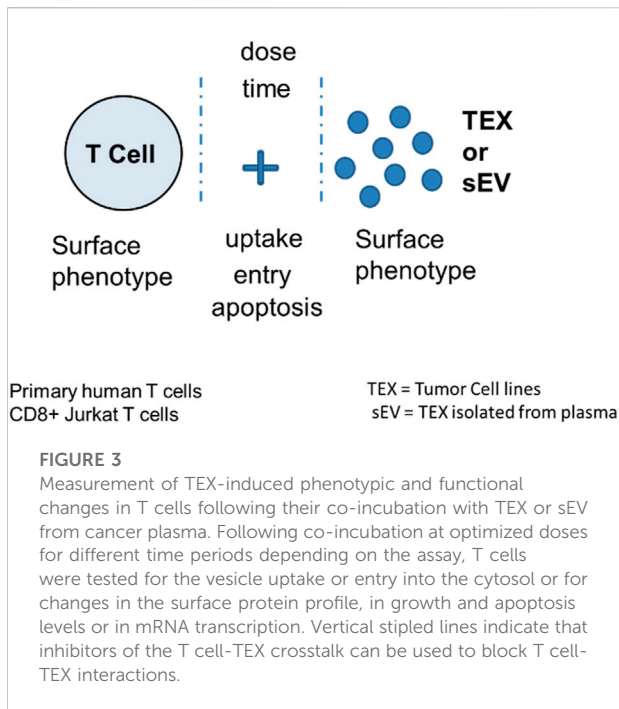 dose
time
T Cell
TEX
or
sEV
Surface
phenotype
uptake
entry
apoptosis
Surface
phenotype
Primary human T cells
CD8+ Jurkat T cells
TEX = Tumor Cell lines
sEV = TEX isolated from plasma
FIGURE 3
Measurement of TEX-induced phenotypic and functional
changes in T cells following their co-incubation with TEX or sEV
from cancer plasma. Following co-incubation at optimized doses
for different time periods depending on the assay, T cells
were tested for the vesicle uptake or entry into the cytosol or for
changes in the surface protein profile, in growth and apoptosis
levels or in mRNA transcription. Vertical stipled lines indicate that
inhibitors of the T cell-TEX crosstalk can be used to block T cell-
TEX interactions.